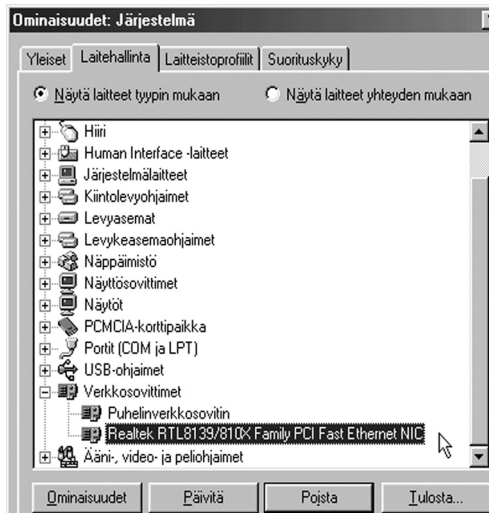 Ominaisuudet: Järjestelmä
Yleiset Laitehallinta Laitteistoprofiilit Suorituskyky
Näytä laitteet tyypin mukaan Näytä laitteet yhteyden mukaan
Hiiri
Human Interface -laitteet
Järjestelmälaitteet
Kiintolevyohjaimet
Levyasemat
Levykeasemaohjaimet
Näppäimistö
Näyttösovittimet
Näytöt
PCMCIA-korttipaikka
Portit (COM ja LPT)
USB-ohjaimet
Verkkosovittimet
Puhelinverkkosovitin
Realtek RTL8139/810X Family PCI Fast Ethernet NIC
Ääni-, video- ja peliohjaimet
Ominaisuudet Päivitä Poista Tulosta...